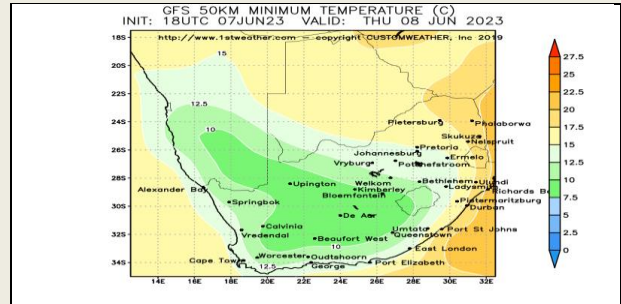 GFS 50KM MINIMUM TEMPERATURE (C)
INIT: 18UTC 07JUN23 VALID: THU 08 JUN 2023
http://www.1stweather.com – copyright CUSTOMWEATHER, Inc 2019
18S
15
20S
22S
12.5
24S
Pietersburg
Phalaborwa
10
Skukuza
Nelspruit
26S
Pretoria
Johannesburg
Ermelo
Vryburg
Potchefstroom
28S
Alexander Bay
Upington
Welkom
Bethlehem
Ulundi
Kimberley
Ladysmith
Richards B
Bloemfontein
30S
Springbok
Pietermaritzburg
De Aar
Durban
Calvinia
Umtata
Port St Johns
32S
Vredendal
Beaufort West
Queenstown
10
East London
34S
Cape Town
Worcester
Oudtshoorn
12.5
George
Port Elizabeth
14E 16E 18E 20E 22E 24E 26E 28E 30E 32E
27.5
25
22.5
20
17.5
15
12.5
10
7.5
5
2.5
0